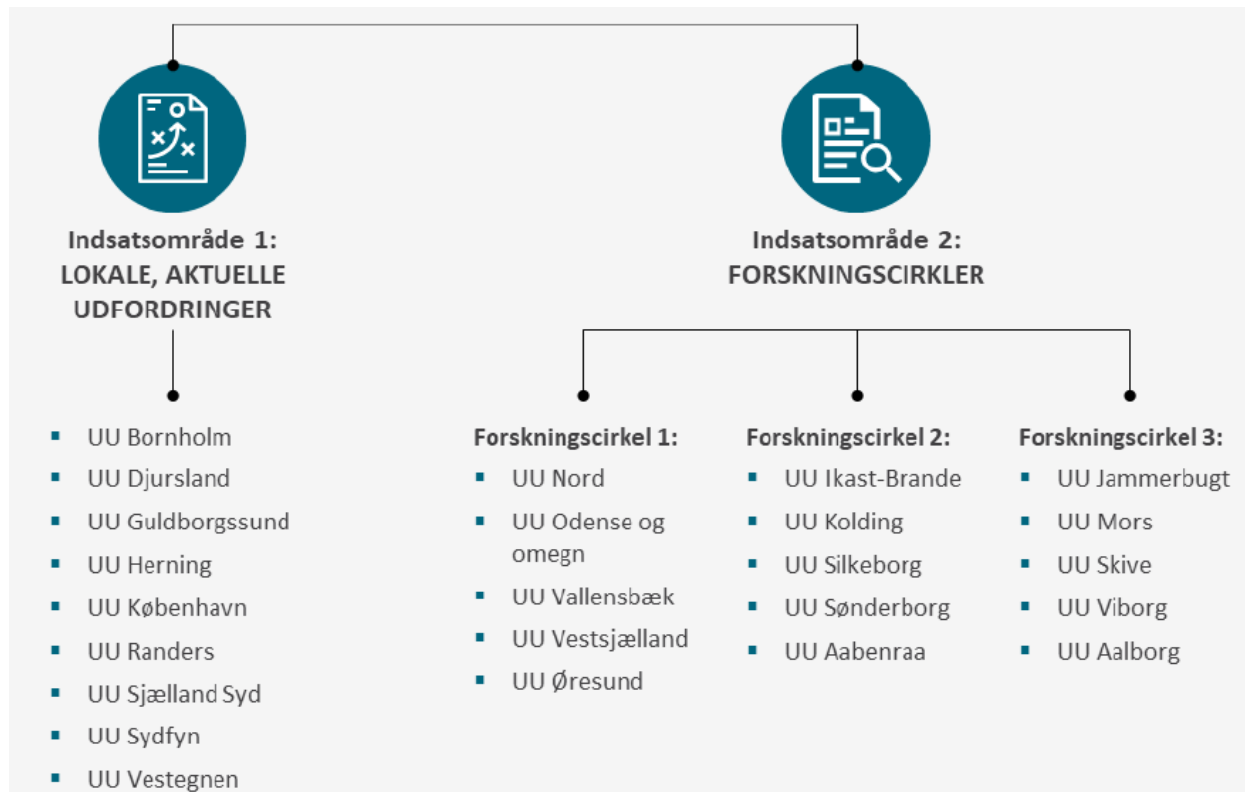 Indsatsområde 1:
LOKALE, AKTUELLE
UDFORDRINGER
UU Bornholm
UU Djursland
UU Guldborgssund
UU Herning
UU København
UU Randers
UU Sjælland Syd
UU Sydfyn
UU Vestegnen
Indsatsområde 2:
FORSKNINGSCIRKLER
Forskningscirkel 1:
UU Nord
UU Odense og
omegn
UU Vallensbæk
UU Vestsjælland
UU Øresund
Forskningscirkel 2:
UU Ikast-Brande
UU Kolding
UU Silkeborg
UU Sønderborg
UU Aabenraa
Forskningscirkel 3:
UU Jammerbugt
UU Mors
UU Skive
UU Viborg
UU Aalborg